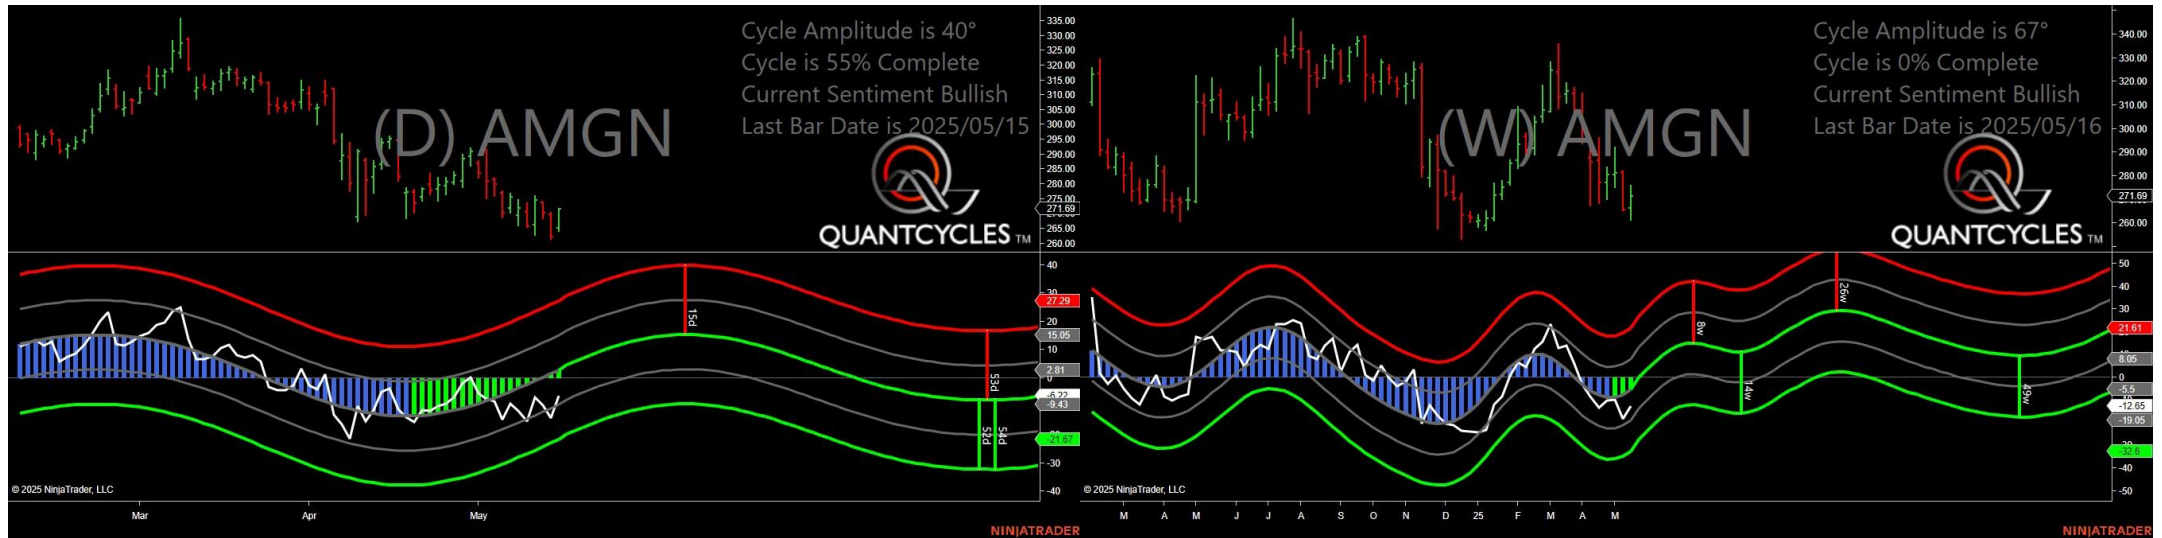 Cycle Amplitude is 40°
Cycle is 55% Complete
Current Sentiment Bullish
Last Bar Date is 2025/05/15
(D) AMGN
QUANTCYCLES TM
335.00
330.00
325.00
320.00
315.00
310.00
305.00
300.00
295.00
290.00
285.00
280.00
275.00
271.69
265.00
260.00
40
30
27.29
20
15.05
10
2.81
0
-6.22
-9.43
-21.67
-30
-40
15d
53d
52d
54d
© 2025 NinjaTrader, LLC
Mar
Apr
May
NINJATRADER
Cycle Amplitude is 67°
Cycle is 0% Complete
Current Sentiment Bullish
Last Bar Date is 2025/05/16
(W) AMGN
QUANTCYCLES TM
340.00
330.00
320.00
310.00
300.00
290.00
280.00
271.69
260.00
50
40
30
21.61
8.05
0
-5.5
-12.65
-19.05
-32.6
-40
-50
8w
14w
26w
49w
© 2025 NinjaTrader, LLC
M A M J J A S O N D 25 F M A M
NINJATRADER